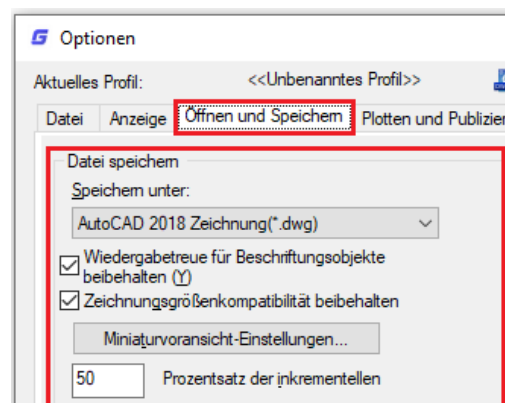 Optionen
Aktuelles Profil: <<Unbenanntes Profil>>
Datei Anzeige Öffnen und Speichern Plotten und Publizier
Datei speichern
Speichern unter:
AutoCAD 2018 Zeichnung(*.dwg)
Wiedergabetreue für Beschriftungsobjekte
beibehalten (Y)
Zeichnungsgrößenkompatibilität beibehalten
Miniaturvoransicht-Einstellungen...
50 Prozentsatz der inkrementellen